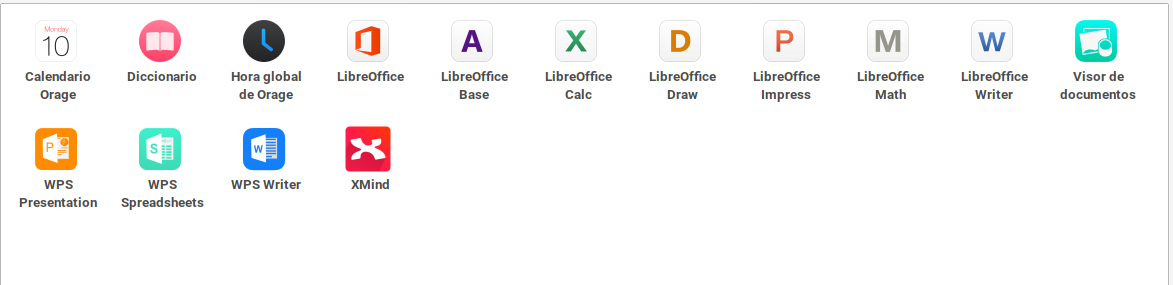 Monday
10
A
X
D
P
M
W
Calendario
Orage
Diccionario
Hora global
de Orage
LibreOffice
LibreOffice
Base
LibreOffice
Calc
LibreOffice
Draw
LibreOffice
Impress
LibreOffice
Math
LibreOffice
Writer
Visor de
documentos
P
S
W
WPS
Presentation
WPS
Spreadsheets
WPS Writer
XMind